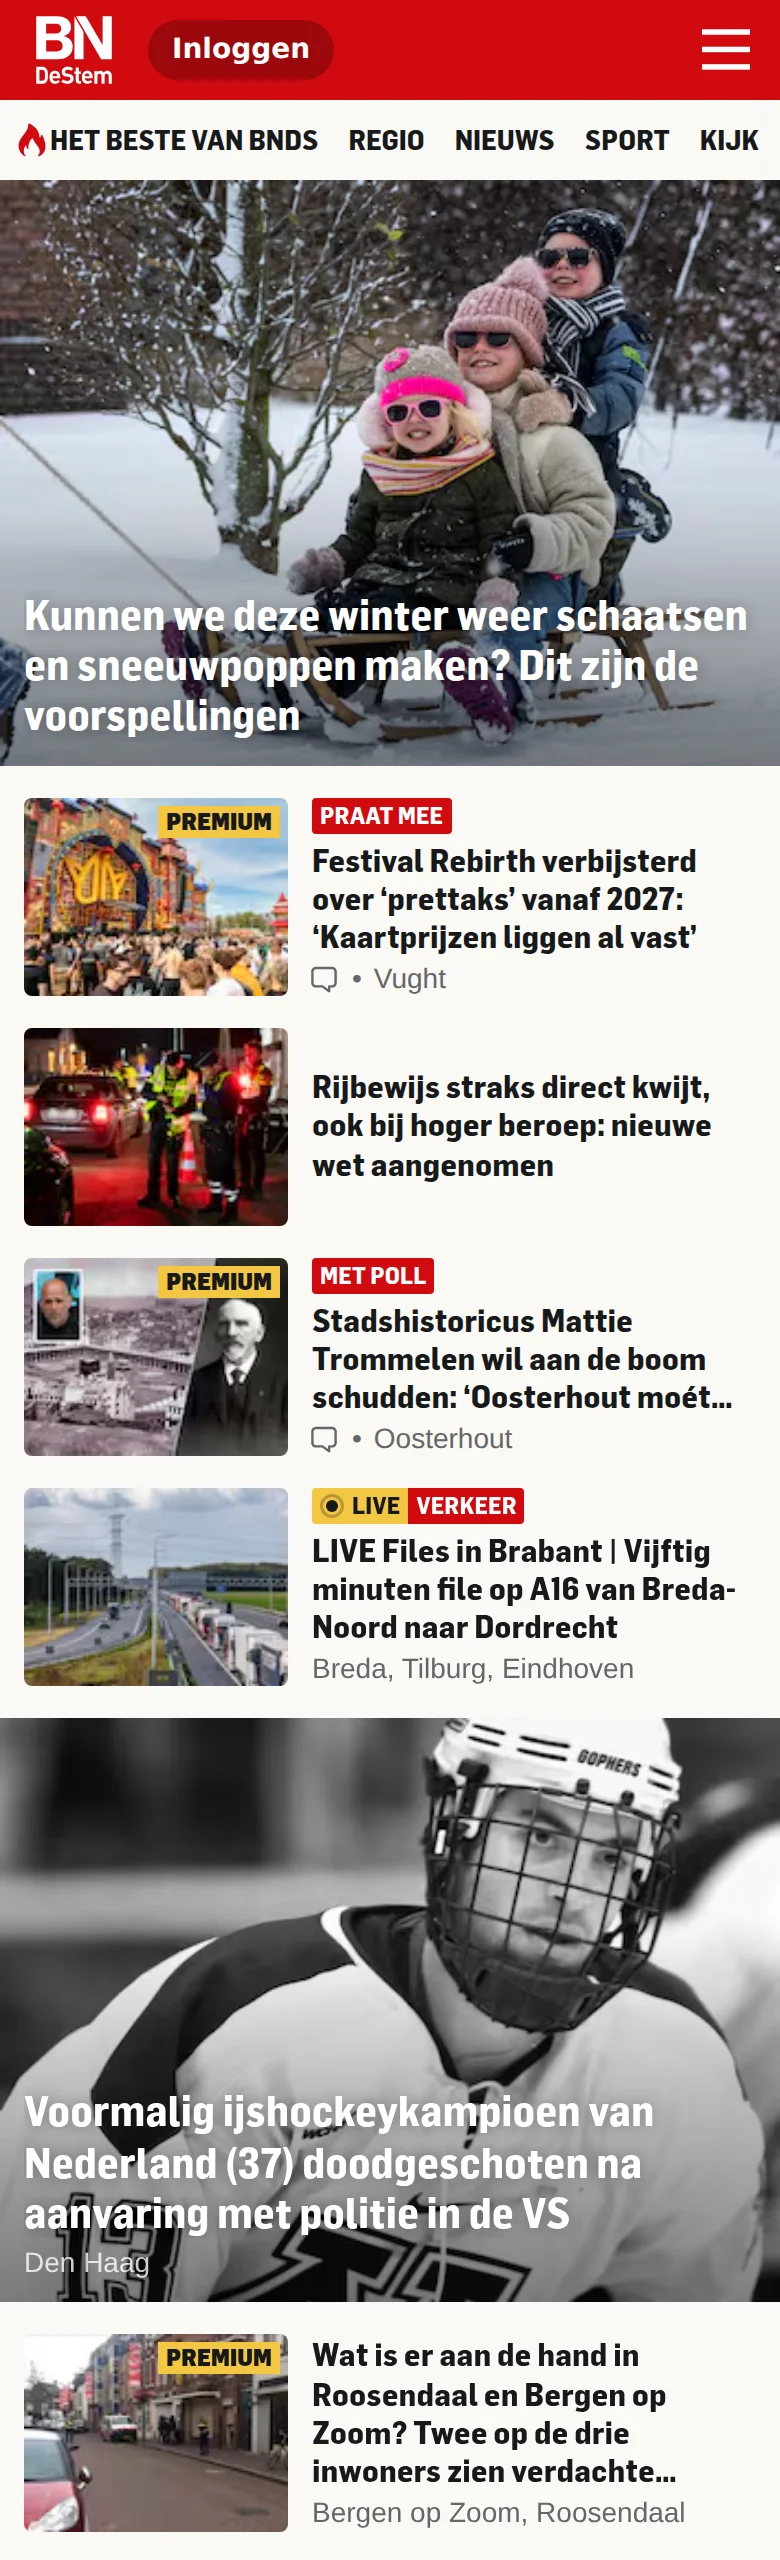 BN
DeStem
Inloggen
HET BESTE VAN BNDS REGIO NIEUWS SPORT KIJK
Kunnen we deze winter weer schaatsen
en sneeuwpoppen maken? Dit zijn de
voorspellingen
PREMIUM
PRAAT MEE
Festival Rebirth verbijsterd
over ‘prettaks’ vanaf 2027:
‘Kaartprijzen liggen al vast’
• Vught
Rijbewijs straks direct kwijt,
ook bij hoger beroep: nieuwe
wet aangenomen
PREMIUM
MET POLL
Stadshistoricus Mattie
Trommelen wil aan de boom
schudden: ‘Oosterhout moét...
• Oosterhout
LIVE VERKEER
LIVE Files in Brabant | Vijftig
minuten file op A16 van Breda-
Noord naar Dordrecht
Breda, Tilburg, Eindhoven
GOPHERS
Voormalig ijshockeykampioen van
Nederland (37) doodgeschoten na
aanvaring met politie in de VS
Den Haag
PREMIUM
Wat is er aan de hand in
Roosendaal en Bergen op
Zoom? Twee op de drie
inwoners zien verdachte...
Bergen op Zoom, Roosendaal